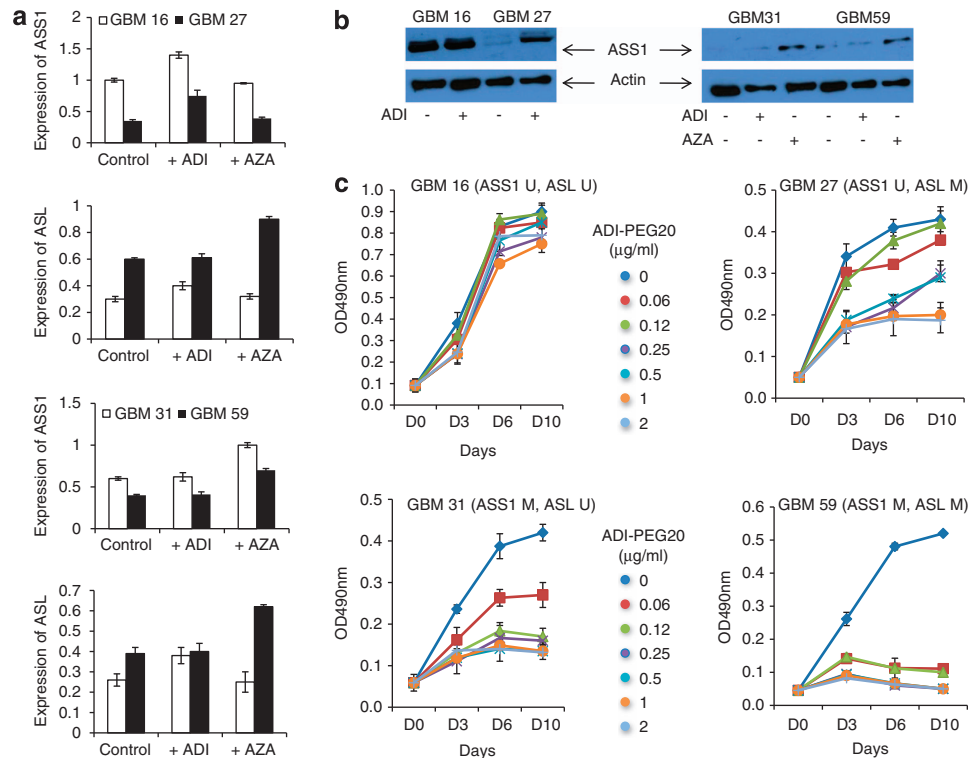 a
GBM 16 GBM 27
Expression of ASS1
2
1.5
1
0.5
0
Control + ADI + AZA
Expression of ASL
1
0.8
0.6
0.4
0.2
0
Control + ADI + AZA
GBM 31 GBM 59
Expression of ASS1
1.5
1
0.5
0
Control + ADI + AZA
Expression of ASL
0.7
0.6
0.5
0.4
0.3
0.2
0.1
0
Control + ADI + AZA
b
GBM 16 GBM 27
GBM31 GBM59
ASS1
Actin
ADI - + - +
ADI - + - - + -
AZA - - + - - +
c
GBM 16 (ASS1 U, ASL U)
OD490nm
1.0
0.9
0.8
0.7
0.6
0.5
0.4
0.3
0.2
0.1
0.0
D0 D3 D6 D10
Days
ADI-PEG20
(μg/ml)
0
0.06
0.12
0.25
0.5
1
2
GBM 27 (ASS1 U, ASL M)
OD490nm
0.5
0.4
0.3
0.2
0.1
0.0
D0 D3 D6 D10
Days
GBM 31 (ASS1 M, ASL U)
OD490nm
0.5
0.4
0.3
0.2
0.1
0.0
D0 D3 D6 D10
Days
ADI-PEG20
(μg/ml)
0
0.06
0.12
0.25
0.5
1
2
GBM 59 (ASS1 M, ASL M)
OD490nm
0.6
0.5
0.4
0.3
0.2
0.1
0.0
D0 D3 D6 D10
Days